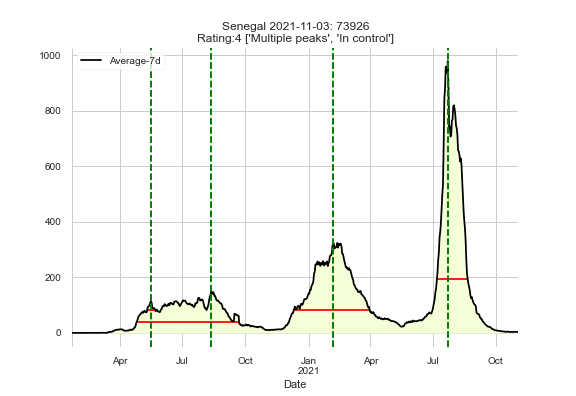 Senegal 2021-11-03: 73926
Rating:4 ['Multiple peaks', 'In control']
Average-7d
1000
800
600
400
200
0
Apr Jul Oct Jan Apr Jul Oct
2021
Date